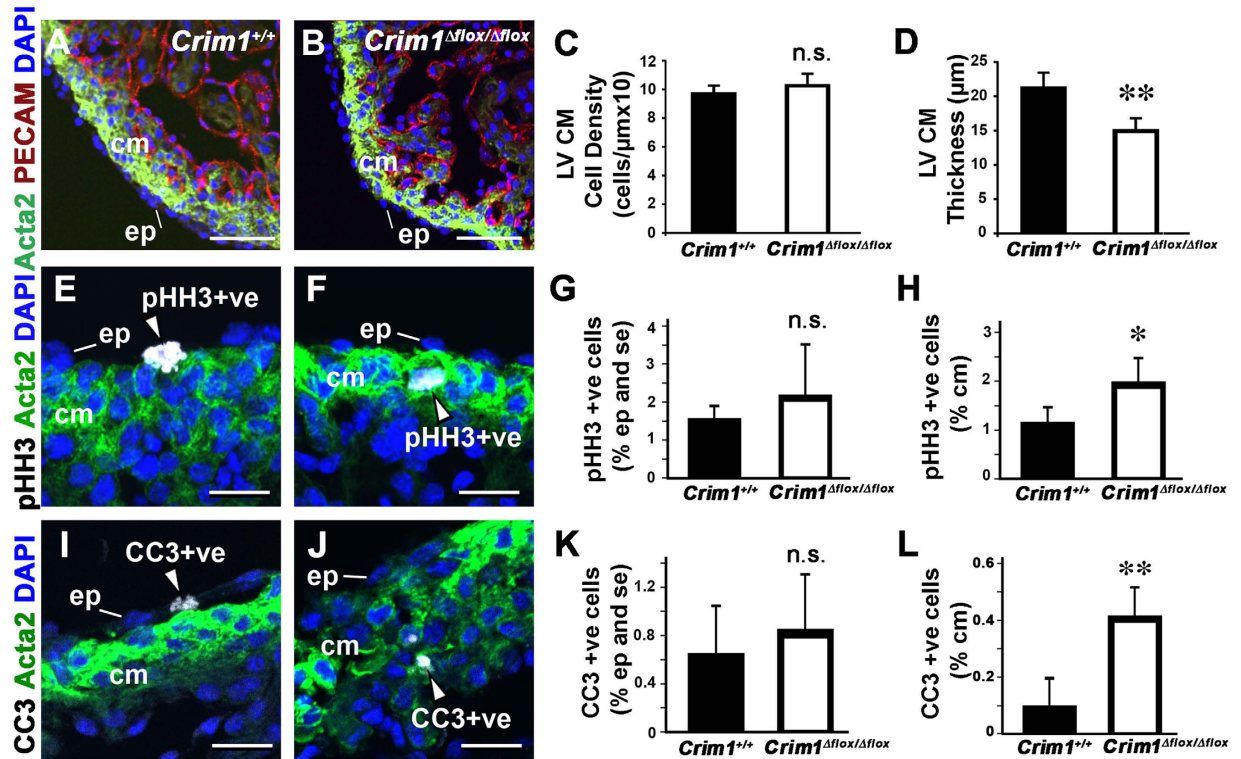 Acta2 PECAM DAPI
A
Crim1+/+
cm
ep
B
Crim1Δflox/Δflox
cm
ep
C
n.s.
LV CM
Cell Density
(cells/µmx10)
12
10
8
6
4
2
0
Crim1+/+
Crim1Δflox/Δflox
D
**
LV CM
Thickness (µm)
25
20
15
10
5
0
Crim1+/+
Crim1Δflox/Δflox
pHH3 Acta2 DAPI
E
pHH3+ve
ep
cm
F
ep
cm
pHH3+ve
G
n.s.
pHH3 +ve cells
(% ep and se)
4
3
2
1
0
Crim1+/+
Crim1Δflox/Δflox
H
*
pHH3 +ve cells
(% cm)
3
2
1
0
Crim1+/+
Crim1Δflox/Δflox
CC3 Acta2 DAPI
I
CC3+ve
ep
cm
J
ep
cm
CC3+ve
K
n.s.
CC3 +ve cells
(% ep and se)
1.2
0.8
0.4
0
Crim1+/+
Crim1Δflox/Δflox
L
**
CC3 +ve cells
(% cm)
0.6
0.4
0.2
0
Crim1+/+
Crim1Δflox/Δflox